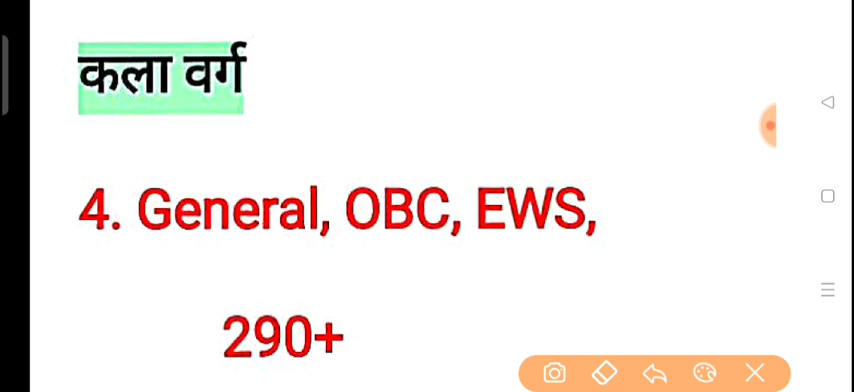 कला वर्ग
4. General, OBC, EWS,
290+